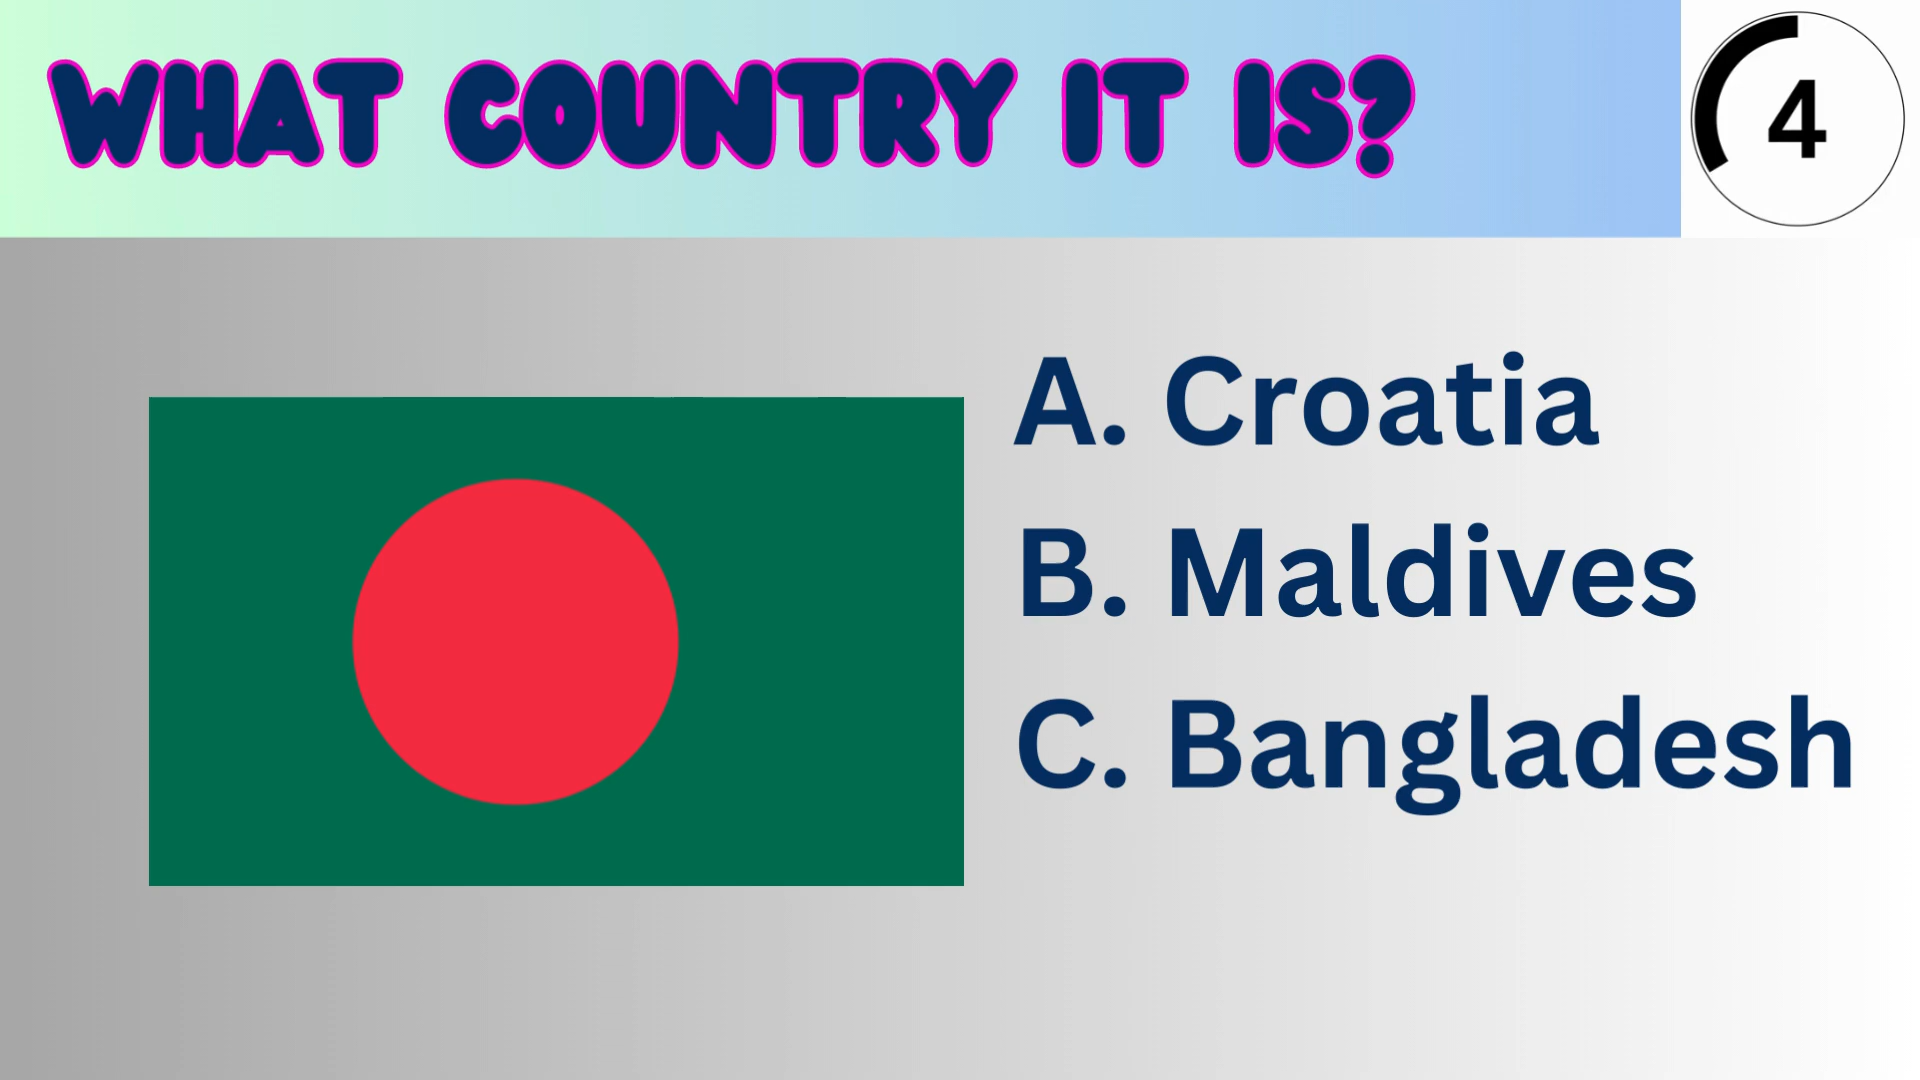 WHAT COUNTRY IT IS?
4
A. Croatia
B. Maldives
C. Bangladesh